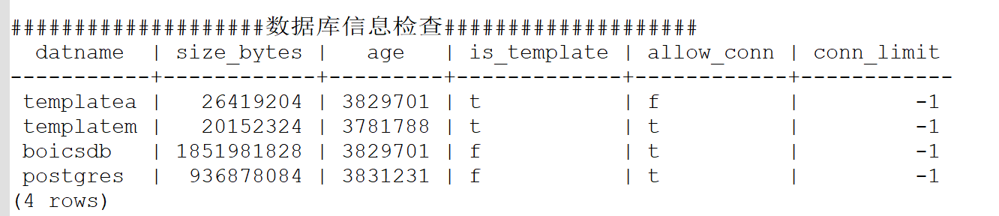 ####################数据库信息检查####################
  datname  | size_bytes |   age   | is_template | allow_conn | conn_limit
-----------+------------+---------+-------------+------------+------------
 templatea |   26419204 | 3829701 | t           | f          |         -1
 templatem |   20152324 | 3781788 | t           | t          |         -1
 boicsdb   | 1851981828 | 3829701 | f           | t          |         -1
 postgres  |  936878084 | 3831231 | f           | t          |         -1
(4 rows)